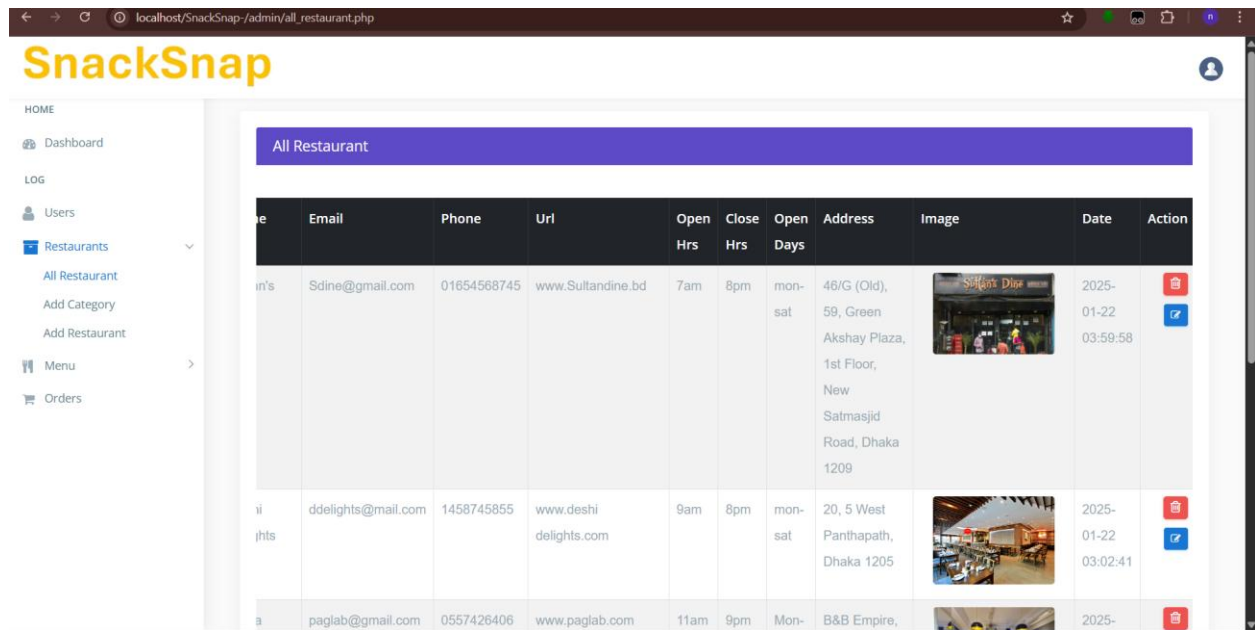 localhost/SnackSnap-/admin/all_restaurant.php
n
SnackSnap
HOME
Dashboard
LOG
Users
Restaurants
All Restaurant
Add Category
Add Restaurant
Menu
Orders
All Restaurant
Email Phone Url Open Hrs Close Hrs Open Days Address Image Date Action
Sdine@gmail.com 01654568745 www.Sultandine.bd 7am 8pm mon-
sat
46/G (Old),
59, Green
Akshay Plaza,
1st Floor,
New
Satmasjid
Road, Dhaka
1209
Sultan's Dine
2025-
01-22
03:59:58
ddelights@mail.com 1458745855 www.deshi
delights.com
9am 8pm mon-
sat
20, 5 West
Panthapath,
Dhaka 1205
2025-
01-22
03:02:41
paglab@gmail.com 0557426406 www.paglab.com 11am 9pm Mon- B&B Empire, 2025-